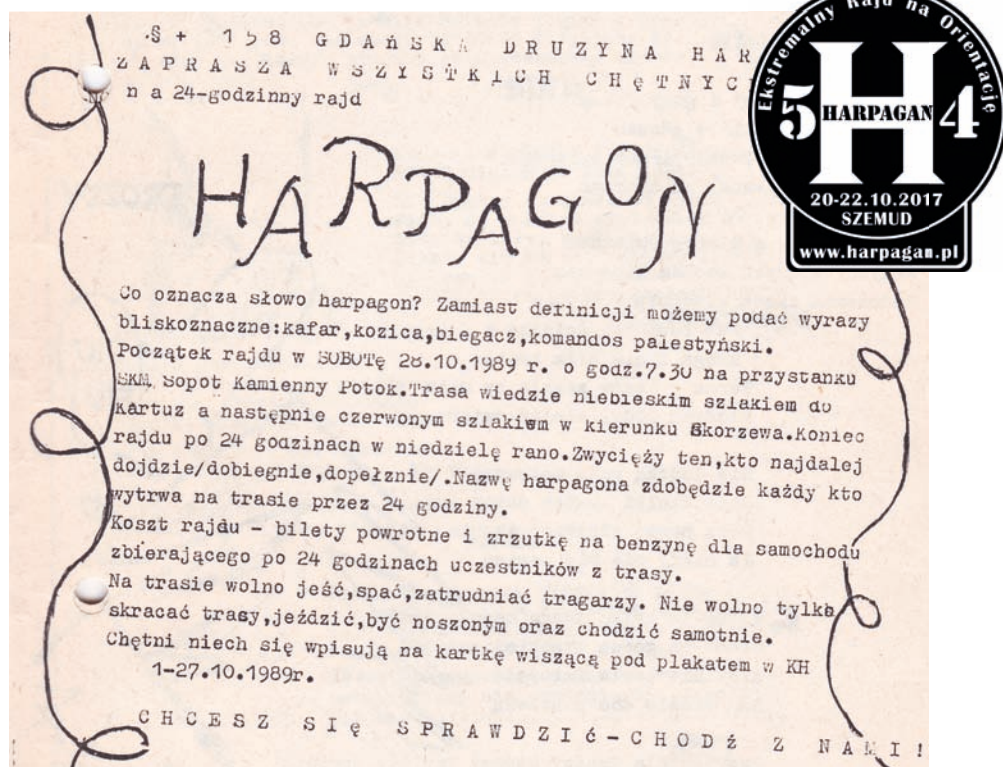 § + 158 GDAńSKA DRUZYNA HAR
ZAPRASZA WSZYSTKICH CHęTNYC
n a 24-godzinny rajd
HARPAGON
Co oznacza słowo harpagon? Zamiast definicji możemy podać wyrazy
bliskoznaczne:kafar,kozica,biegacz,komandos palestyński.
Początek rajdu w SOBOTę 28.10.1989 r. o godz.7.30 na przystanku
SKM Sopot Kamienny Potok.Trasa wiedzie niebieskim szlakiem do
Kartuz a następnie czerwonym szlakiem w kierunku Skorzewa.Koniec
rajdu po 24 godzinach w niedzielę rano.Zwycięży ten,kto najdalej
dojdzie/dobiegnie,dopełznie/.Nazwę harpagona zdobędzie każdy kto
wytrwa na trasie przez 24 godziny.
Koszt rajdu - bilety powrotne i zrzutkę na benzynę dla samochodu
zbierającego po 24 godzinach uczestników z trasy.
Na trasie wolno jeść,spać,zatrudniać tragarzy. Nie wolno tylko
skracać trasy,jeździć,być noszonym oraz chodzić samotnie.
Chętni niech się wpisują na kartkę wiszącą pod plakatem w KH
1-27.10.1989r.
CHCESZ SIę SPRAWDZIć-CHODź Z NAMI!
Ekstremalny Rajd na Orientację
5 H 4
HARPAGAN
20-22.10.2017
SZEMUD
www.harpagan.pl